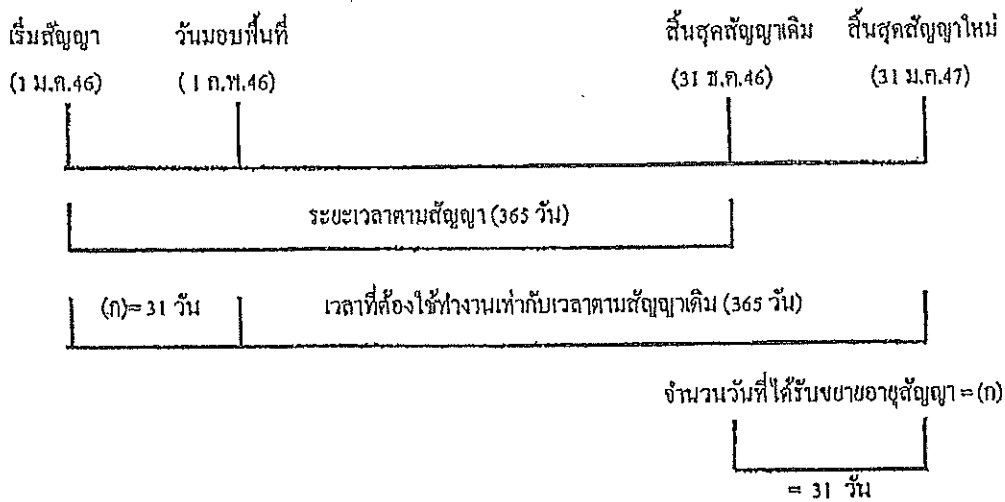 เริ่มสัญญา วันมอบพื้นที่ สิ้นสุดสัญญาเดิม สิ้นสุดสัญญาใหม่
(1 ม.ค.46) (1 ก.พ.46) (31 ธ.ค.46) (31 ม.ค.47)
ระยะเวลาตามสัญญา (365 วัน)
(ก)= 31 วัน เวลาที่ต้องใช้ทำงานเท่ากับเวลาตามสัญญาเดิม (365 วัน)
จำนวนวันที่ได้รับขยายอายุสัญญา = (ก)
= 31 วัน